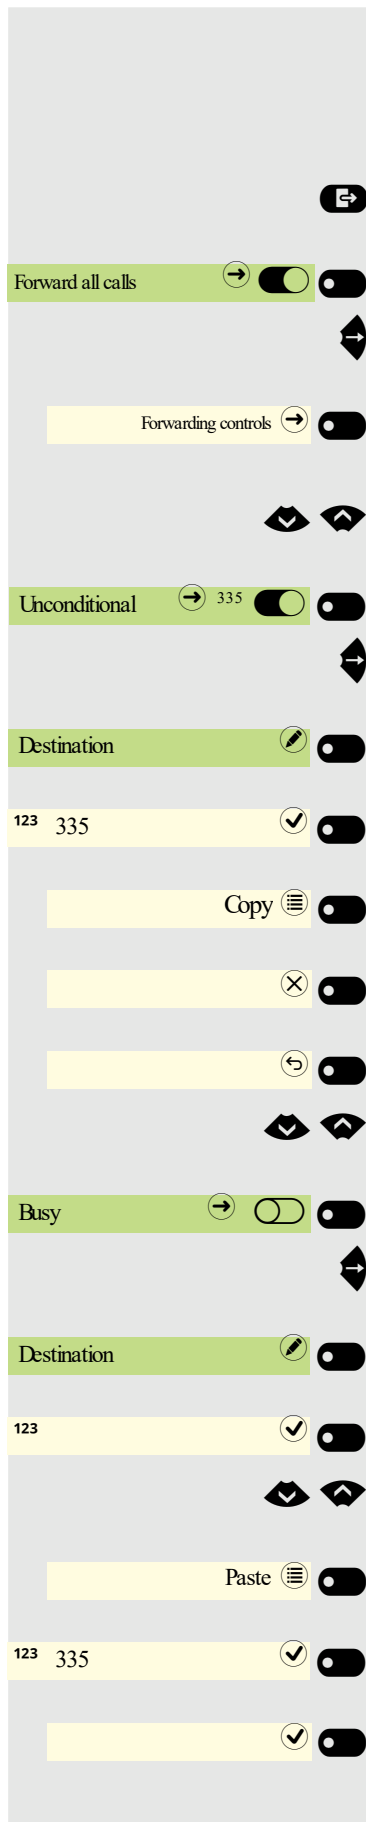 Forward all calls
Forwarding controls
Unconditional 335
Destination
123 335
Copy
Busy
Destination
123
Paste
123 335